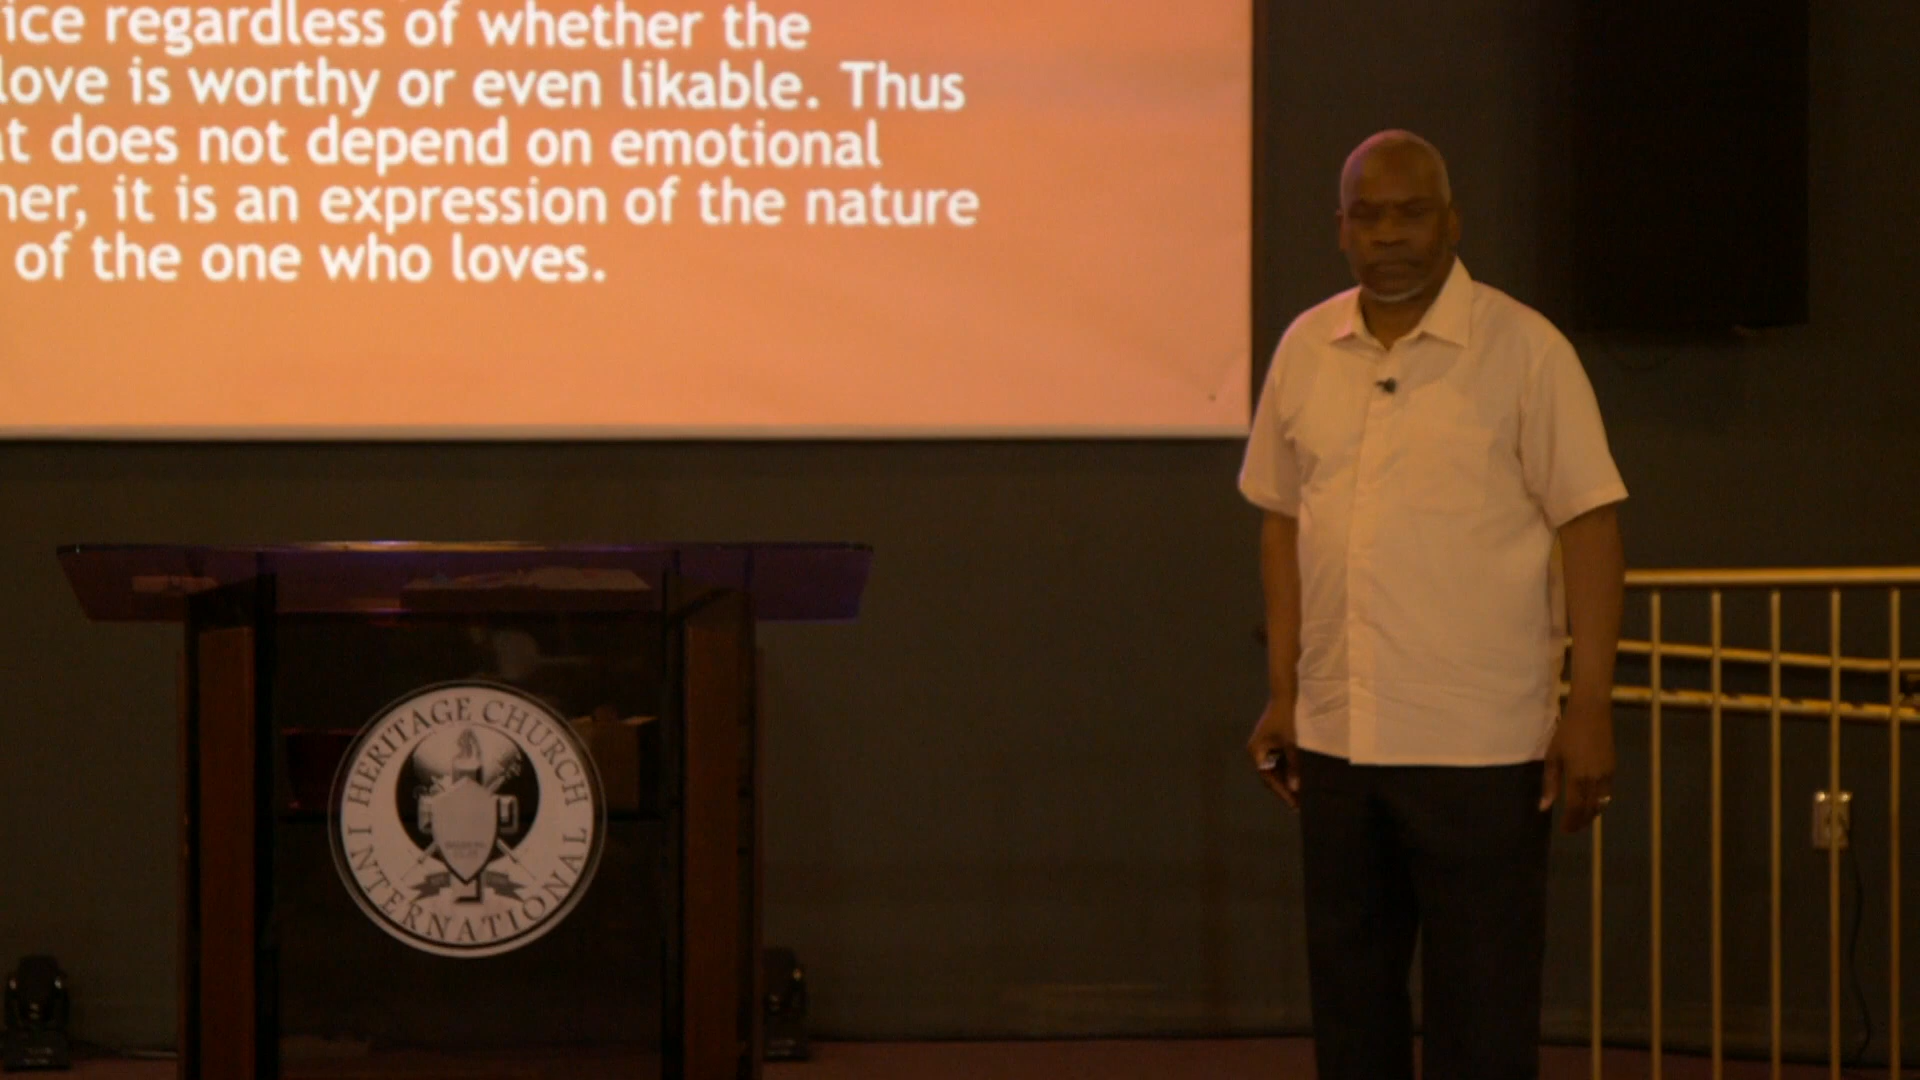 ice regardless of whether the
love is worthy or even likable. Thus
at does not depend on emotional
her, it is an expression of the nature
of the one who loves.
HERITAGE CHURCH
INTERNATIONAL